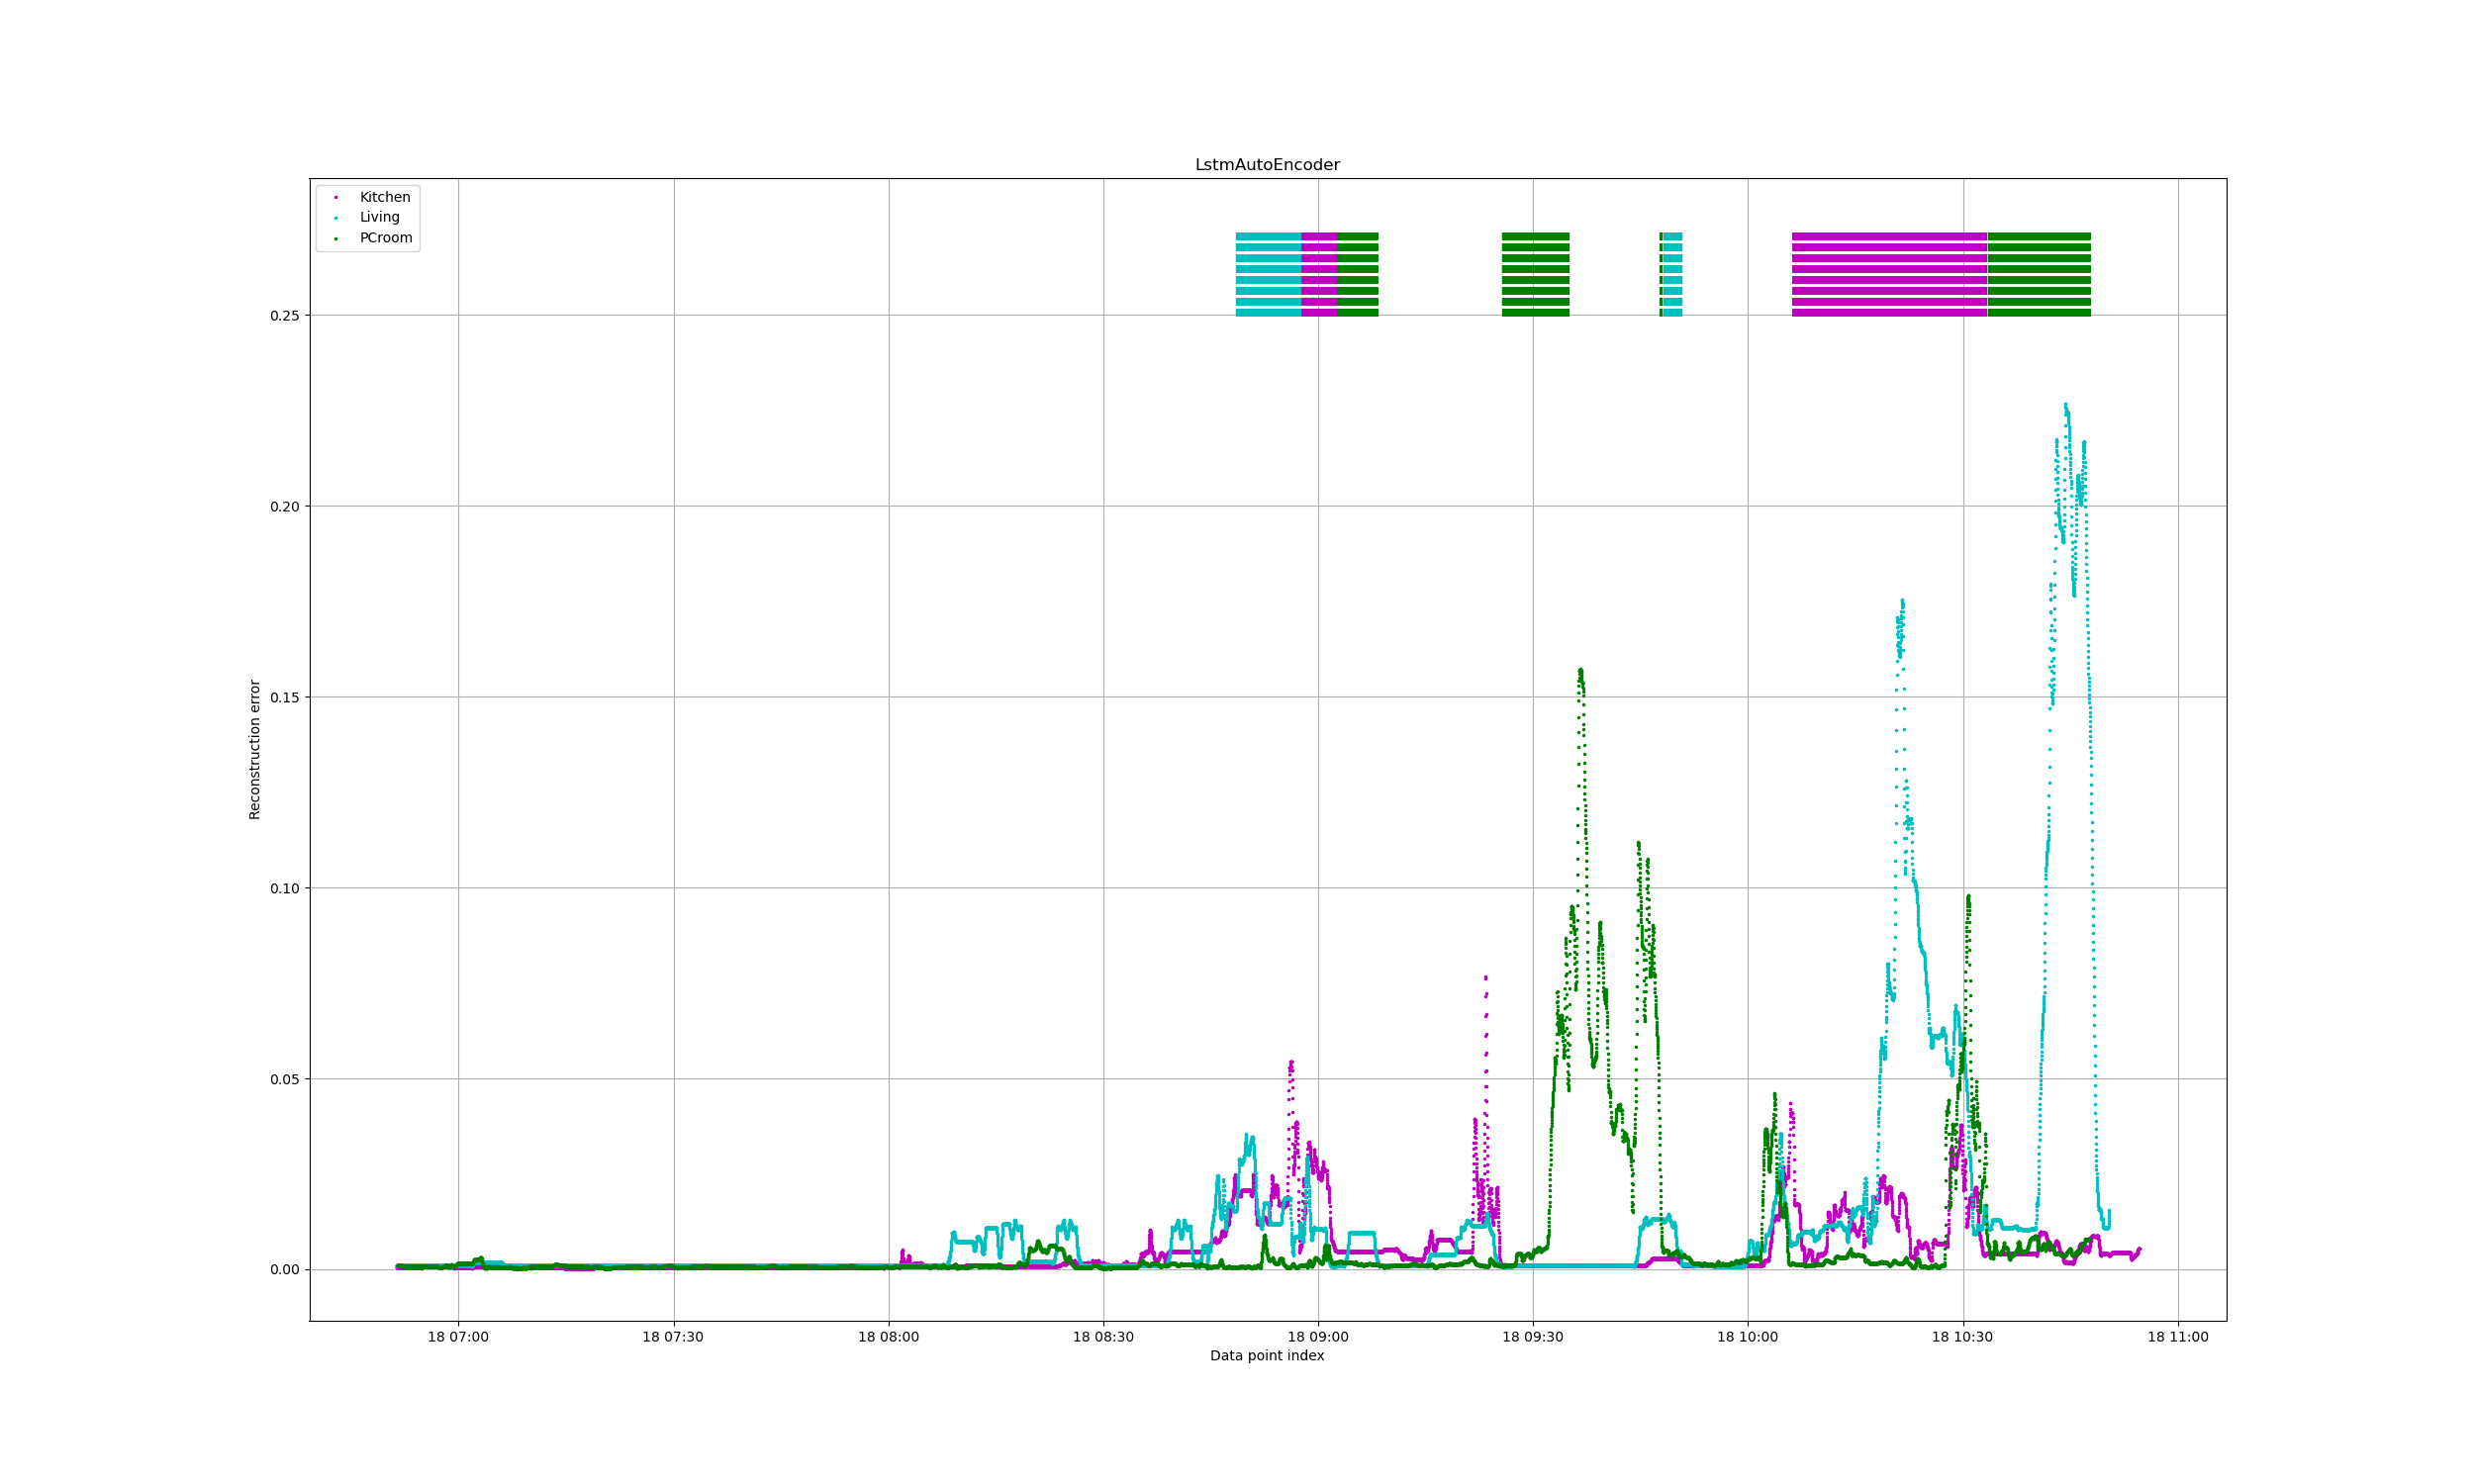 LstmAutoEncoder
Kitchen
Living
PCroom
0.25
0.20
0.15
0.10
0.05
0.00
Reconstruction error
18 07:00 18 07:30 18 08:00 18 08:30 18 09:00 18 09:30 18 10:00 18 10:30 18 11:00
Data point index